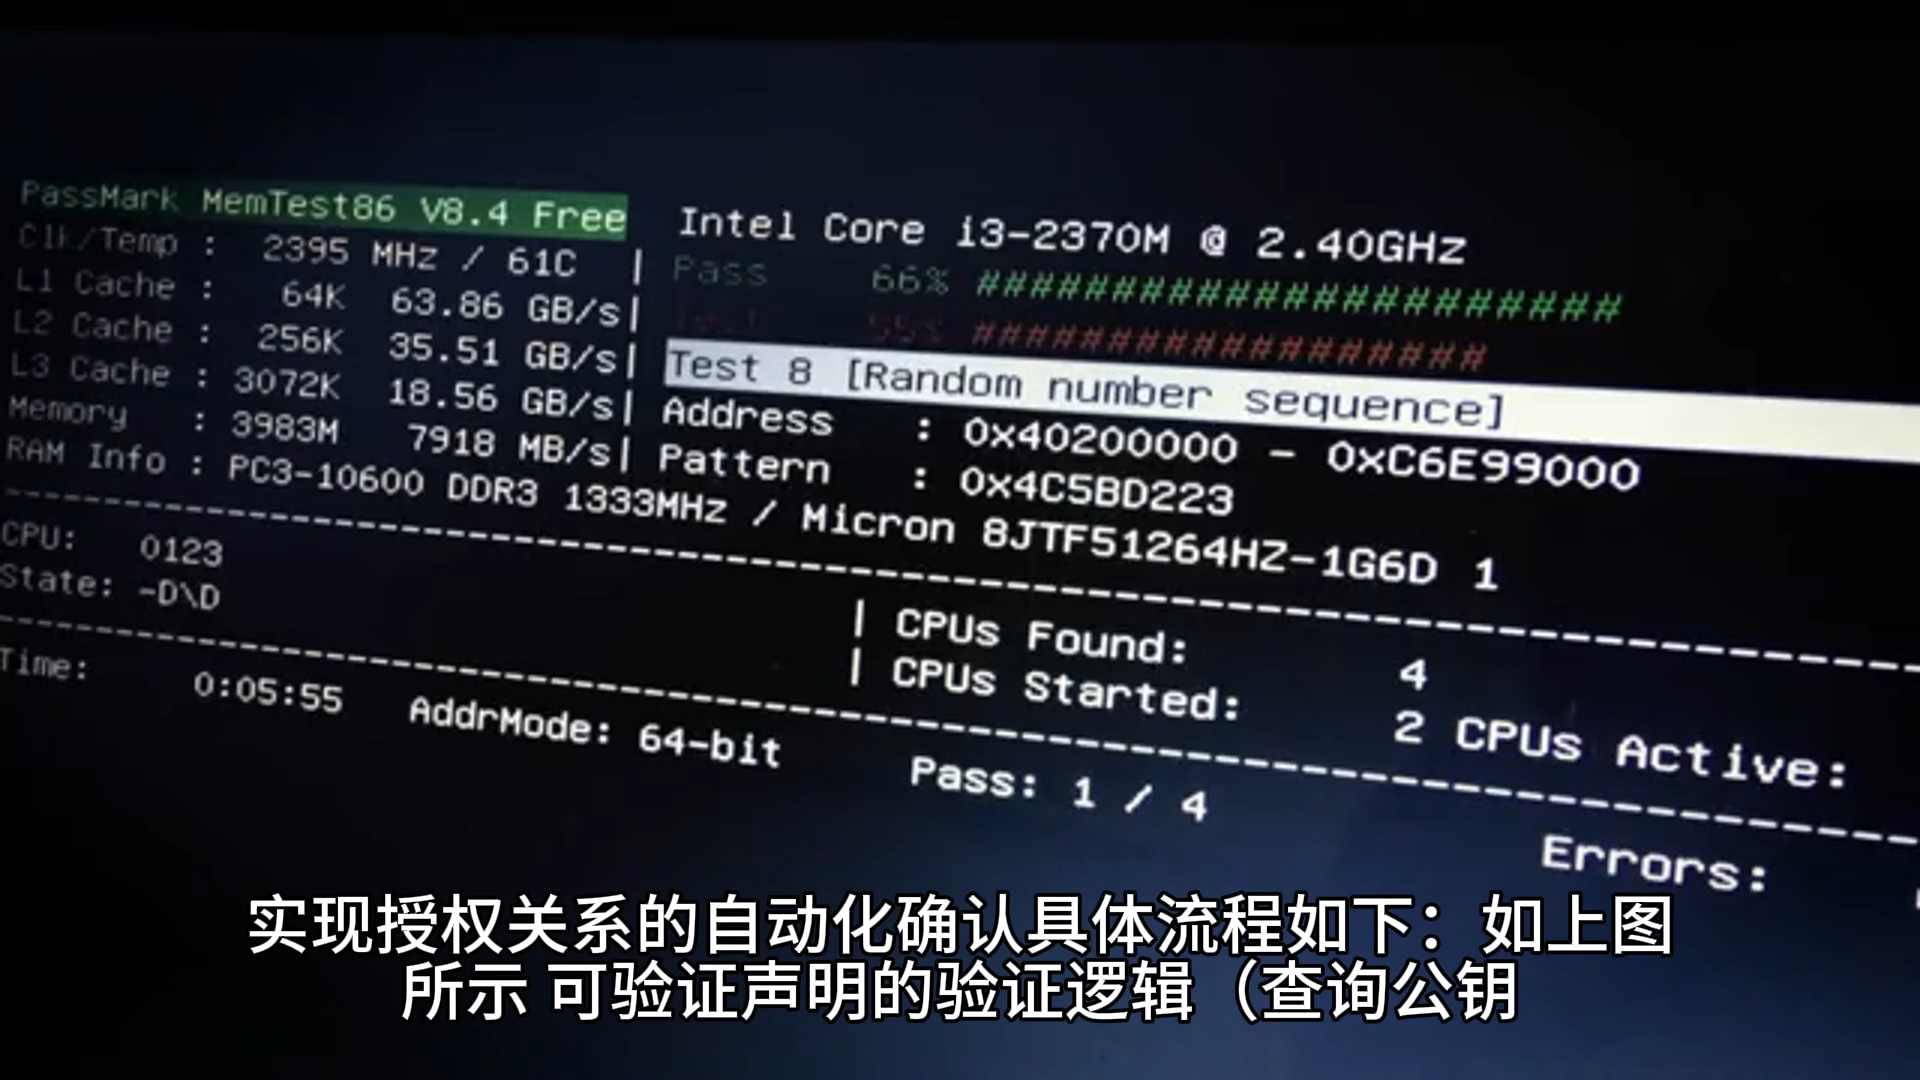 PassMark MemTest86 V8.4 Free
Intel Core i3-2370M @ 2.40GHz
Clk/Temp : 2395 MHz / 61C | Pass 66% ########################
L1 Cache : 64K 63.86 GB/s| Test 55% ###################
L2 Cache : 256K 35.51 GB/s| Test 8 [Random number sequence]
L3 Cache : 3072K 18.56 GB/s| Address : 0x40200000 - 0xC6E99000
Memory : 3983M 7918 MB/s| Pattern : 0x4C5BD223
RAM Info : PC3-10600 DDR3 1333MHz / Micron 8JTF51264HZ-1G6D 1
CPU: 0123 | CPUs Found: 4
State: -D\D | CPUs Started: 2 CPUs Active:
Time: 0:05:55 AddrMode: 64-bit Pass: 1 / 4 Errors:
实现授权关系的自动化确认具体流程如下：如上图
所示 可验证声明的验证逻辑（查询公钥